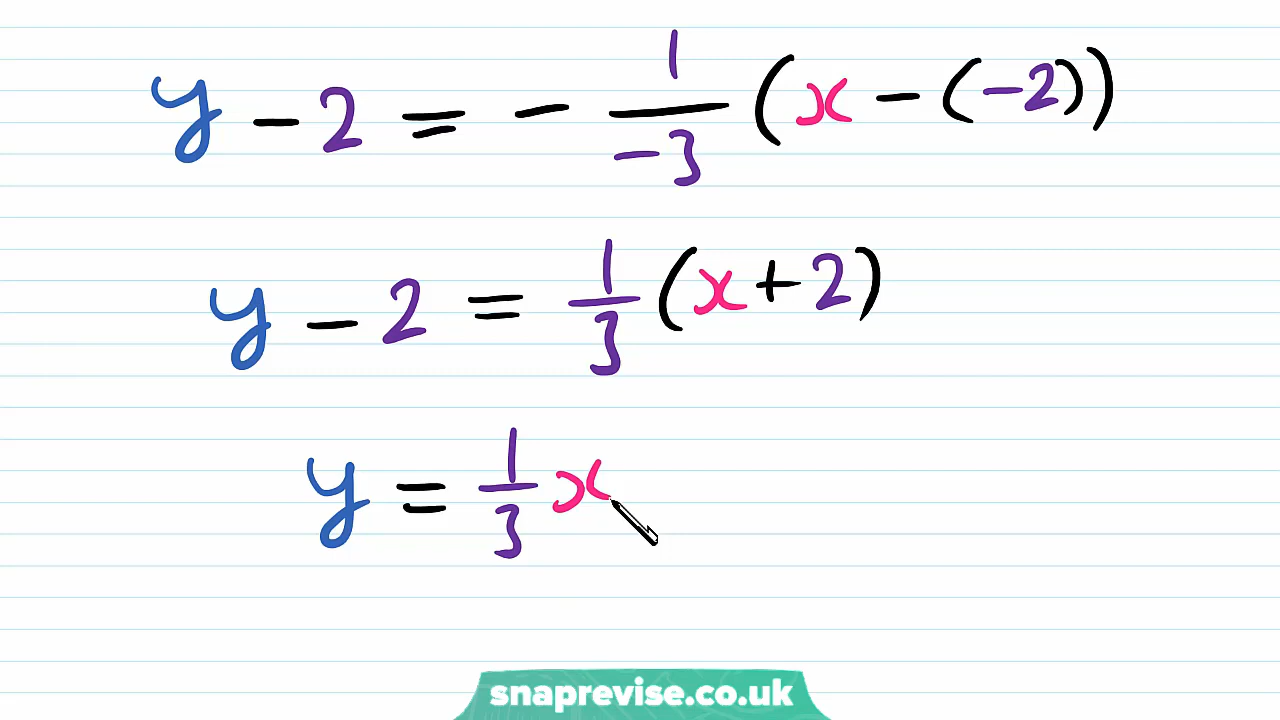 y - 2 = - 1/-3 (x - (-2))
y - 2 = 1/3 (x + 2)
y = 1/3 x
snaprevise.co.uk